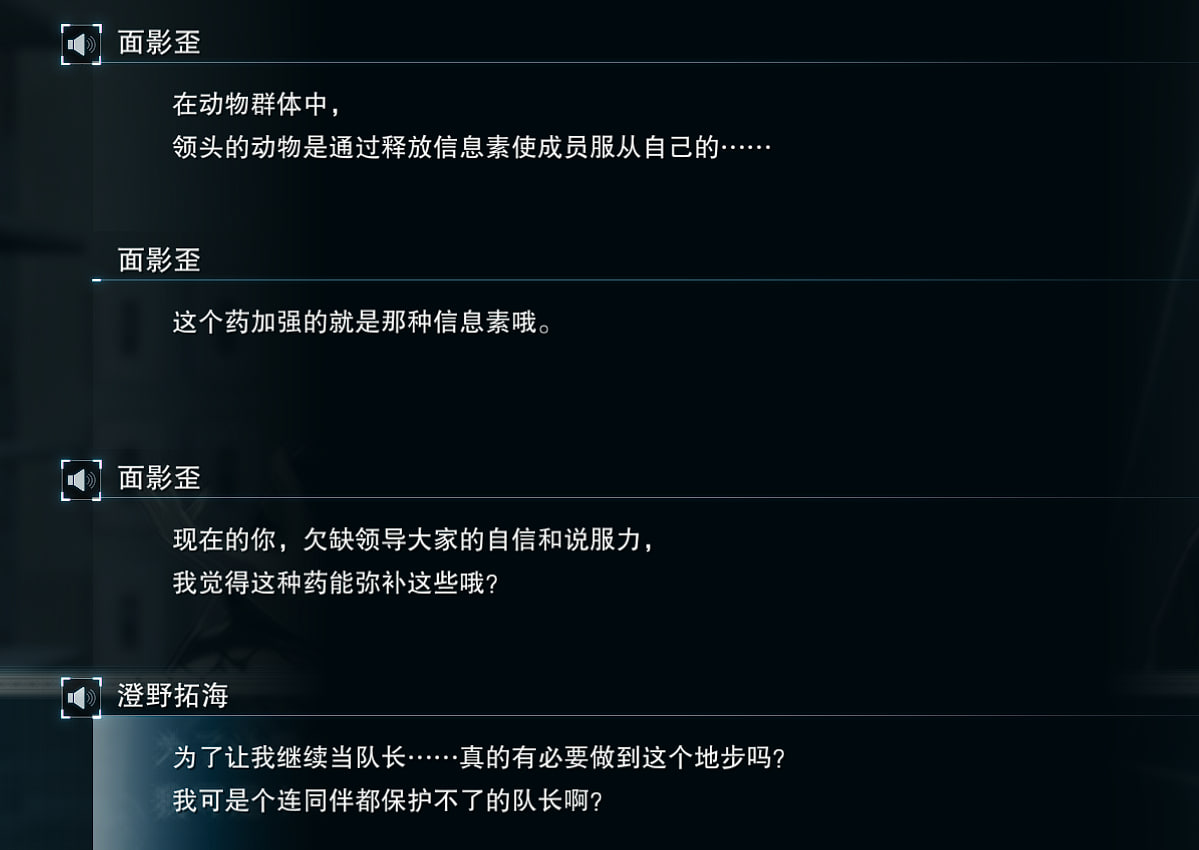 面影歪
在动物群体中，
领头的动物是通过释放信息素使成员服从自己的……
面影歪
这个药加强的就是那种信息素哦。
面影歪
现在的你，欠缺领导大家的自信和说服力，
我觉得这种药能弥补这些哦？
澄野拓海
为了让我继续当队长……真的有必要做到这个地步吗？
我可是个连同伴都保护不了的队长啊？